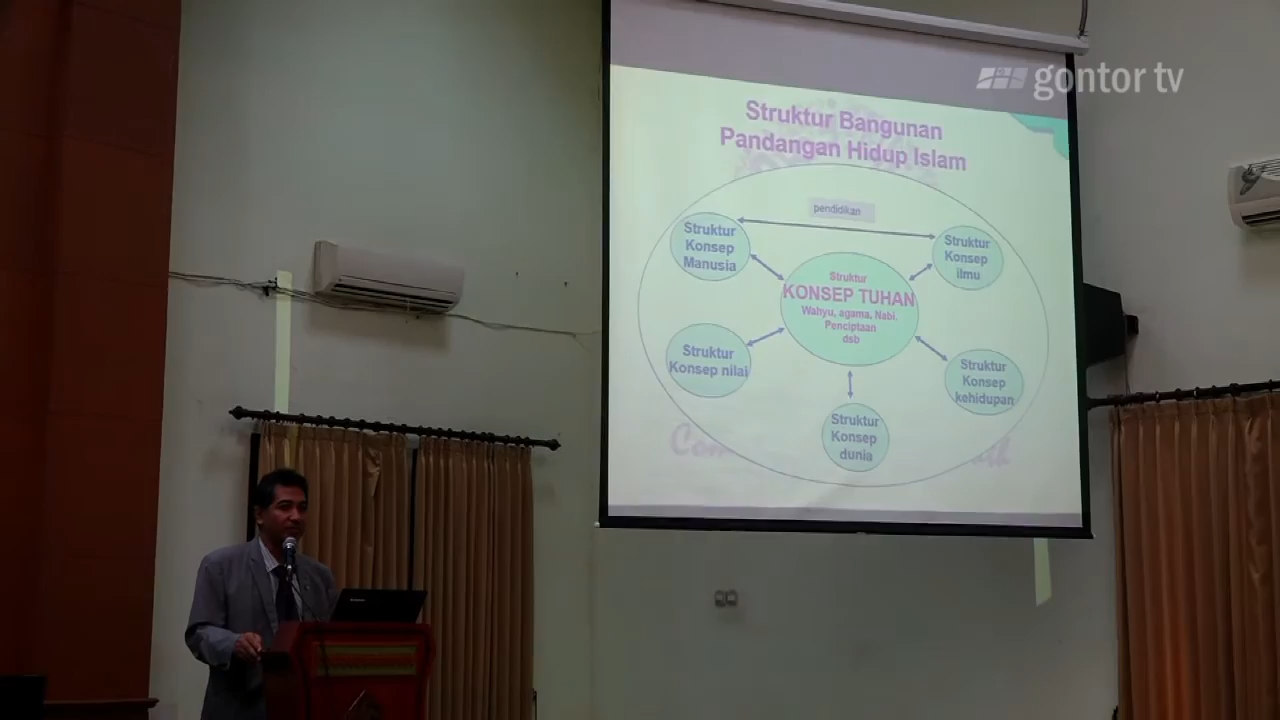 gontor tv
Struktur Bangunan
Pandangan Hidup Islam
pendidikan
Struktur
Konsep
Manusia
Struktur
Konsep
ilmu
Struktur
KONSEP TUHAN
Wahyu, agama, Nabi,
Penciptaan
dsb
Struktur
Konsep nilai
Struktur
Konsep
kehidupan
Struktur
Konsep
dunia